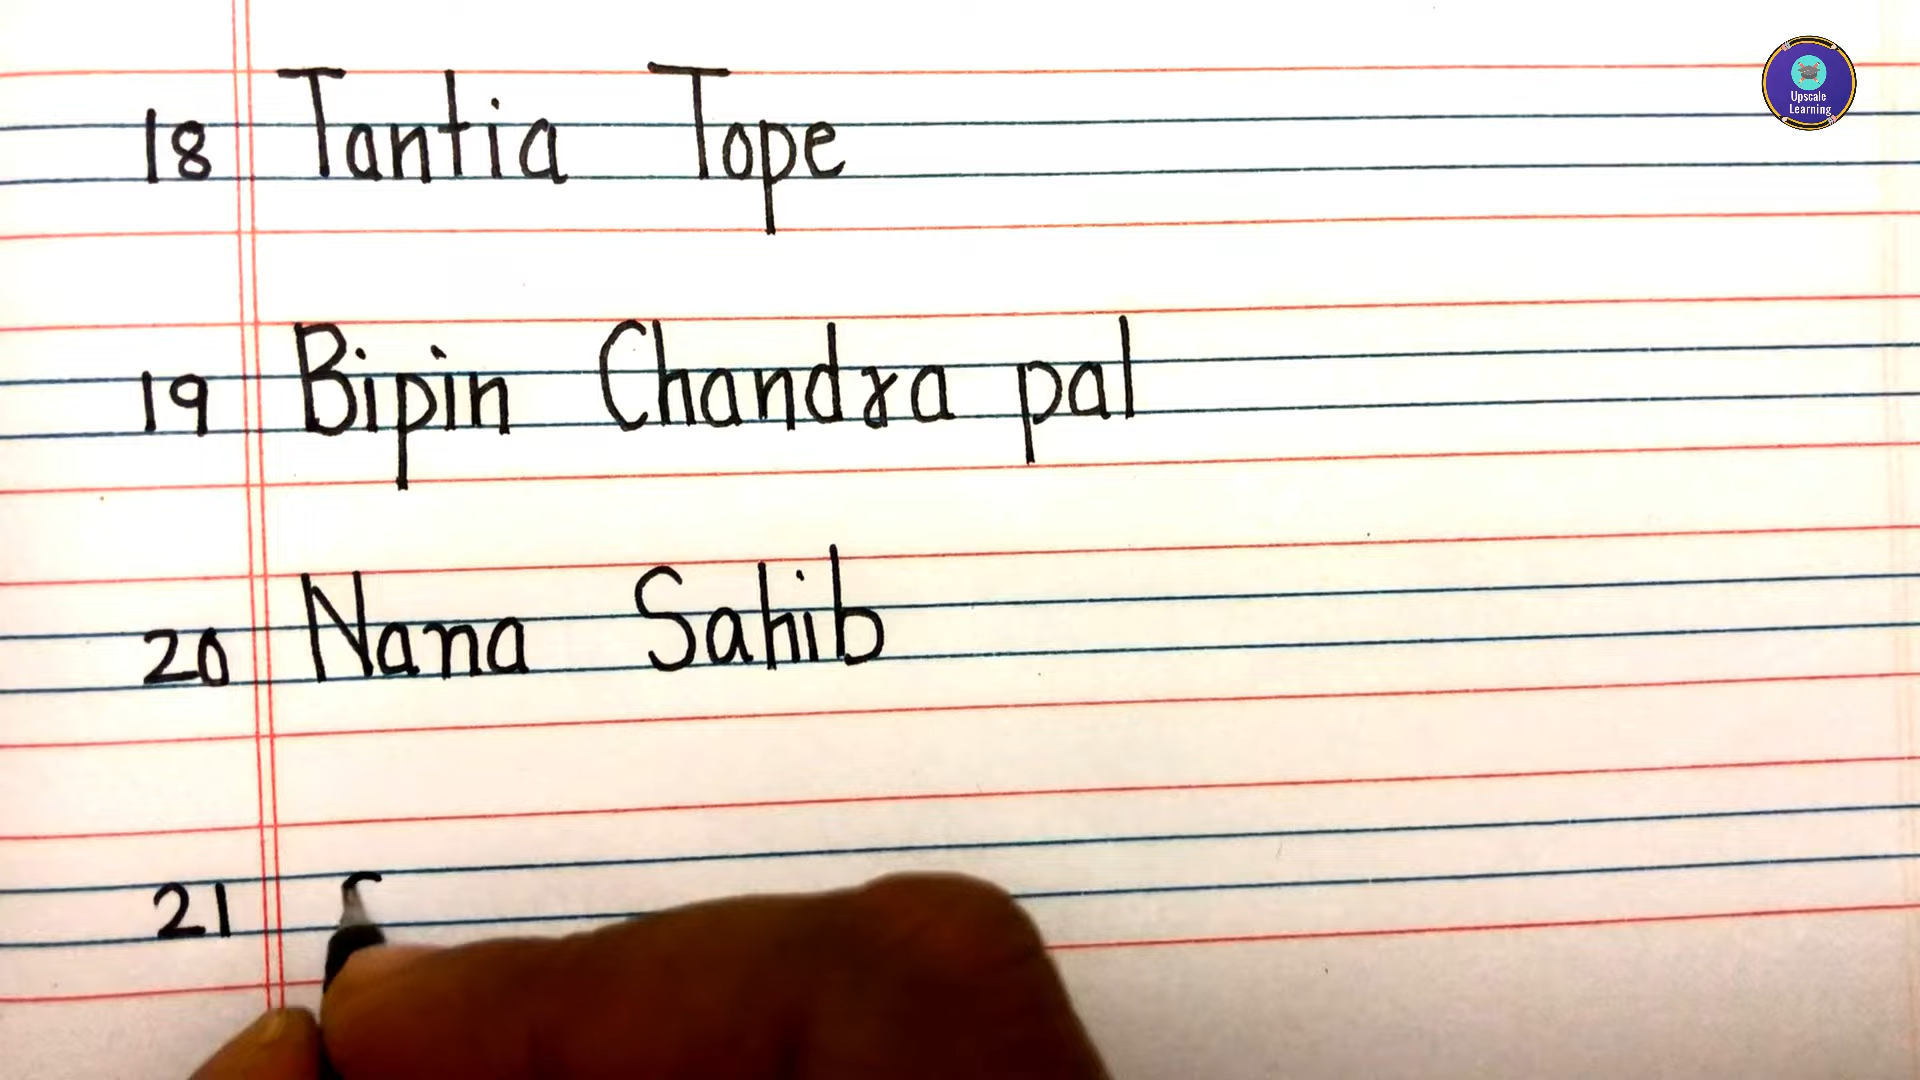 Upscale
Learning
18 Tantia Tope
19 Bipin Chandra pal
20 Nana Sahib
21